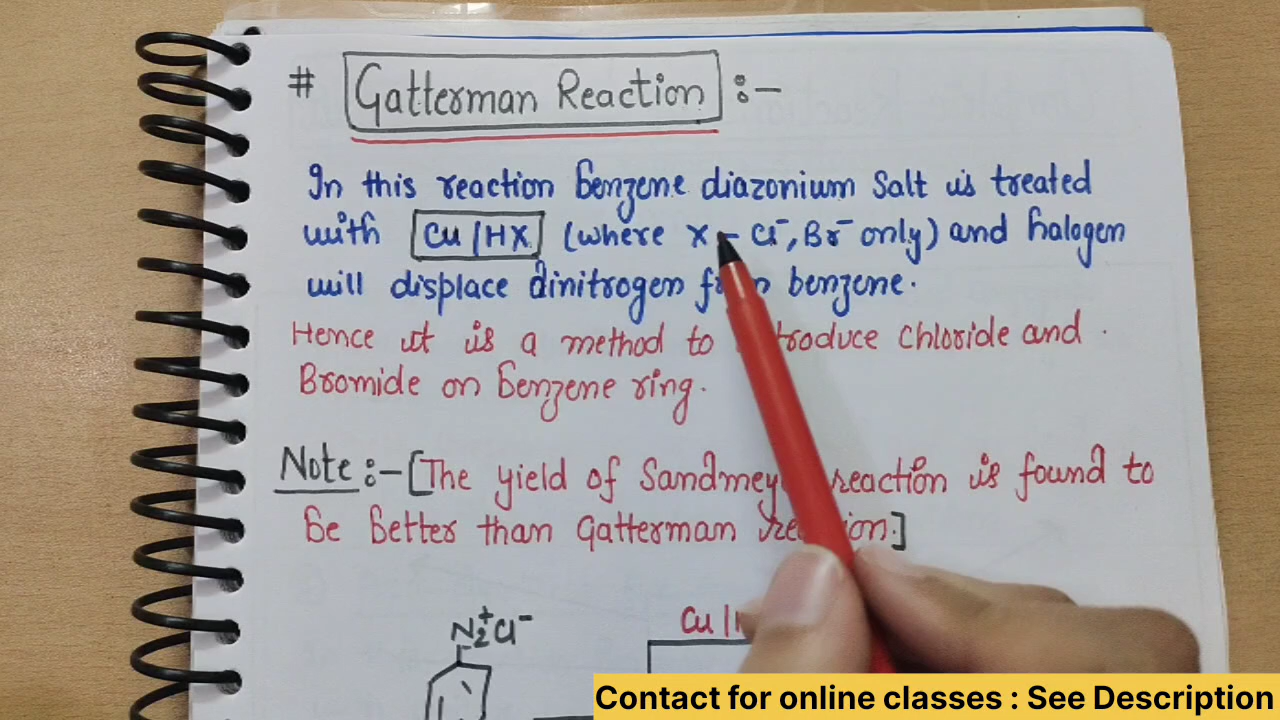 # Gatterman Reaction :-
In this reaction benzene diazonium Salt is treated
with Cu/HX (where X - Cl⁻, Br⁻ only) and halogen
will displace dinitrogen benzene.
Hence it is a method to Chloride and
Bromide on benzene ring.
Note :- [The yield of reaction is found to
be better than Gatterman ]
Cu/
N₂⁺Cl⁻
Contact for online classes : See Description